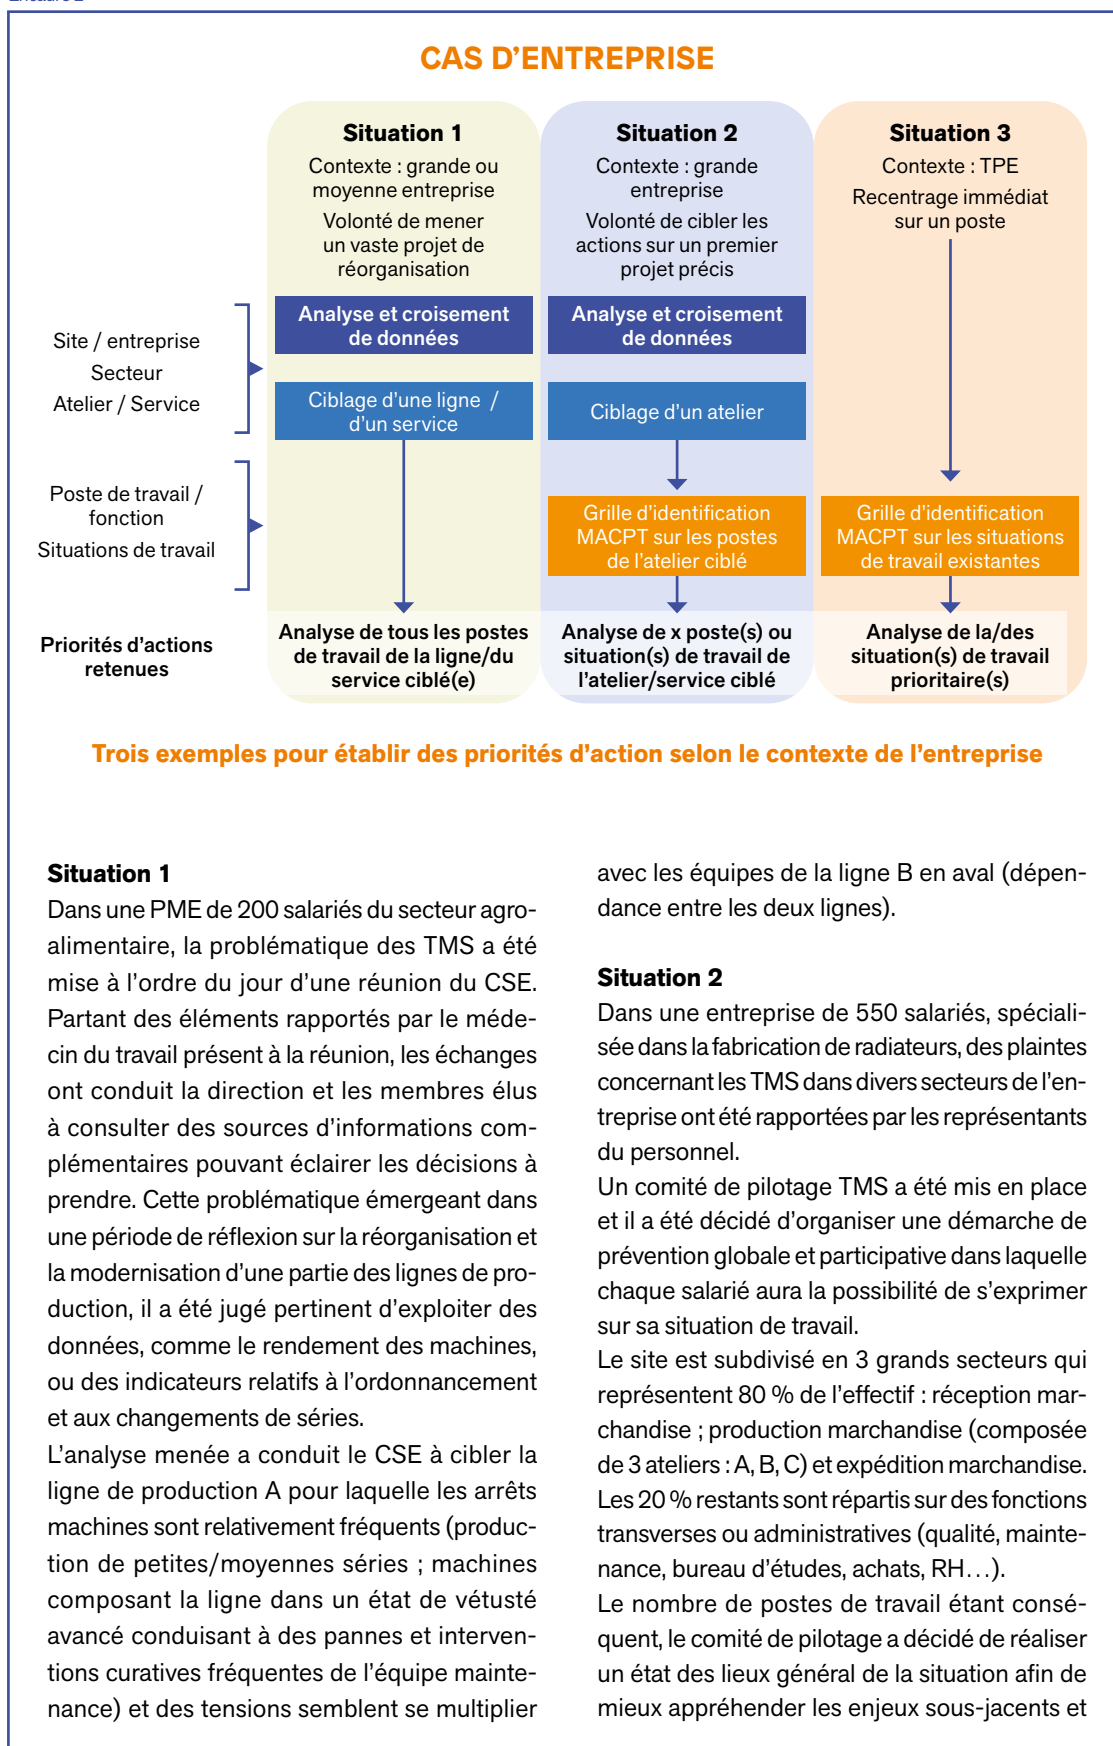 CAS D'ENTREPRISE
Situation 1
Contexte : grande ou
moyenne entreprise
Volonté de mener
un vaste projet de
réorganisation
Situation 2
Contexte : grande
entreprise
Volonté de cibler les
actions sur un premier
projet précis
Situation 3
Contexte : TPE
Recentrage immédiat
sur un poste
Site / entreprise
Secteur
Atelier / Service
Analyse et croisement
de données
Analyse et croisement
de données
Ciblage d'une ligne /
d'un service
Ciblage d'un atelier
Poste de travail /
fonction
Situations de travail
Grille d'identification
MACPT sur les postes
de l'atelier ciblé
Grille d'identification
MACPT sur les situations
de travail existantes
Priorités d'actions
retenues
Analyse de tous les postes
de travail de la ligne/du
service ciblé(e)
Analyse de x poste(s) ou
situation(s) de travail de
l'atelier/service ciblé
Analyse de la/des
situation(s) de travail
prioritaire(s)
Trois exemples pour établir des priorités d'action selon le contexte de l'entreprise
Situation 1
Dans une PME de 200 salariés du secteur agro-
alimentaire, la problématique des TMS a été
mise à l'ordre du jour d'une réunion du CSE.
Partant des éléments rapportés par le méde-
cin du travail présent à la réunion, les échanges
ont conduit la direction et les membres élus
à consulter des sources d'informations com-
plémentaires pouvant éclairer les décisions à
prendre. Cette problématique émergeant dans
une période de réflexion sur la réorganisation et
la modernisation d'une partie des lignes de pro-
duction, il a été jugé pertinent d'exploiter des
données, comme le rendement des machines,
ou des indicateurs relatifs à l'ordonnancement
et aux changements de séries.
L'analyse menée a conduit le CSE à cibler la
ligne de production A pour laquelle les arrêts
machines sont relativement fréquents (produc-
tion de petites/moyennes séries ; machines
composant la ligne dans un état de vétusté
avancé conduisant à des pannes et interven-
tions curatives fréquentes de l'équipe mainte-
nance) et des tensions semblent se multiplier
avec les équipes de la ligne B en aval (dépen-
dance entre les deux lignes).
Situation 2
Dans une entreprise de 550 salariés, spéciali-
sée dans la fabrication de radiateurs, des plaintes
concernant les TMS dans divers secteurs de l'en-
treprise ont été rapportées par les représentants
du personnel.
Un comité de pilotage TMS a été mis en place
et il a été décidé d'organiser une démarche de
prévention globale et participative dans laquelle
chaque salarié aura la possibilité de s'exprimer
sur sa situation de travail.
Le site est subdivisé en 3 grands secteurs qui
représentent 80 % de l'effectif : réception mar-
chandise ; production marchandise (composée
de 3 ateliers : A, B, C) et expédition marchandise.
Les 20 % restants sont répartis sur des fonctions
transverses ou administratives (qualité, mainte-
nance, bureau d'études, achats, RH…).
Le nombre de postes de travail étant consé-
quent, le comité de pilotage a décidé de réaliser
un état des lieux général de la situation afin de
mieux appréhender les enjeux sous-jacents et